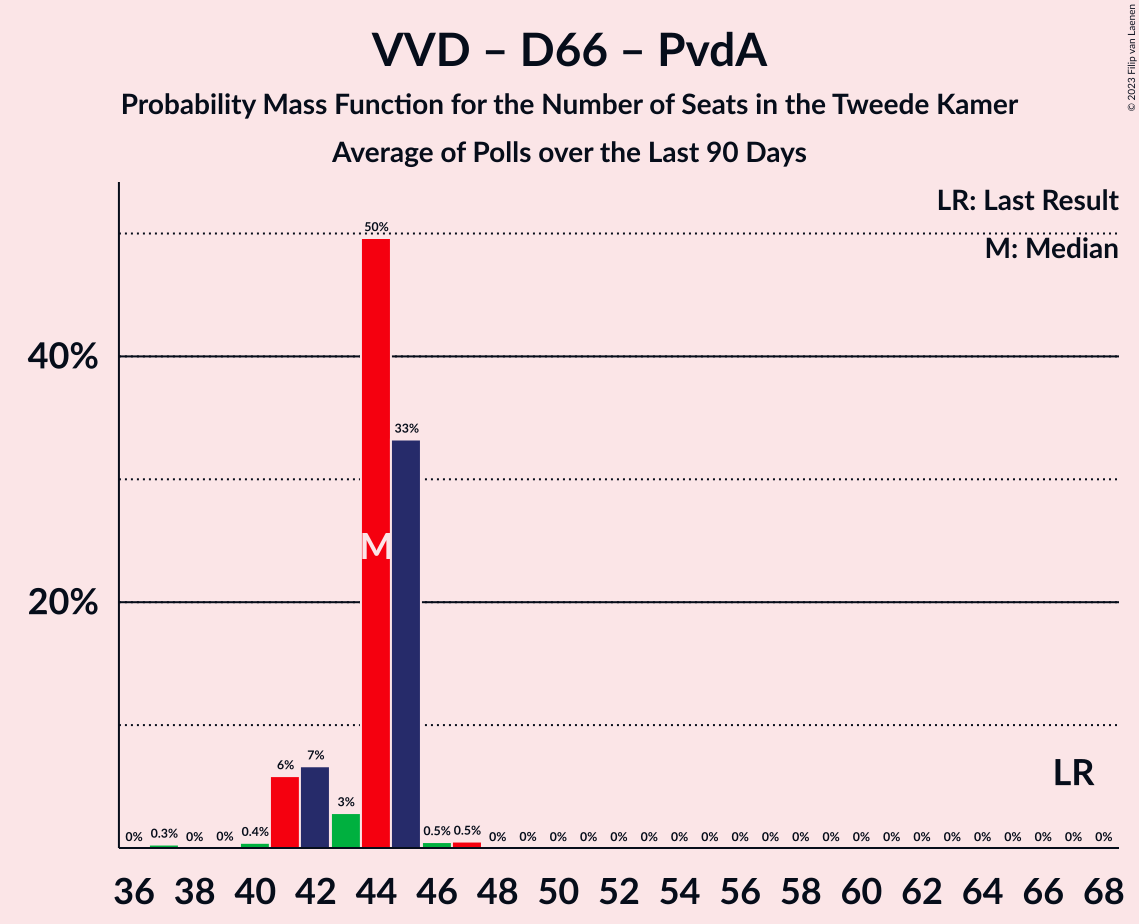 VVD – D66 – PvdA
Probability Mass Function for the Number of Seats in the Tweede Kamer
Average of Polls over the Last 90 Days
© 2023 Filip van Laenen
LR: Last Result
M: Median
50%
40%
33%
M
20%
LR
6% 7% 3%
0% 0.3% 0% 0% 0.4% 0.5% 0.5% 0% 0% 0% 0% 0% 0% 0% 0% 0% 0% 0% 0% 0% 0% 0% 0% 0% 0% 0% 0% 0%
36 38 40 42 44 46 48 50 52 54 56 58 60 62 64 66 68